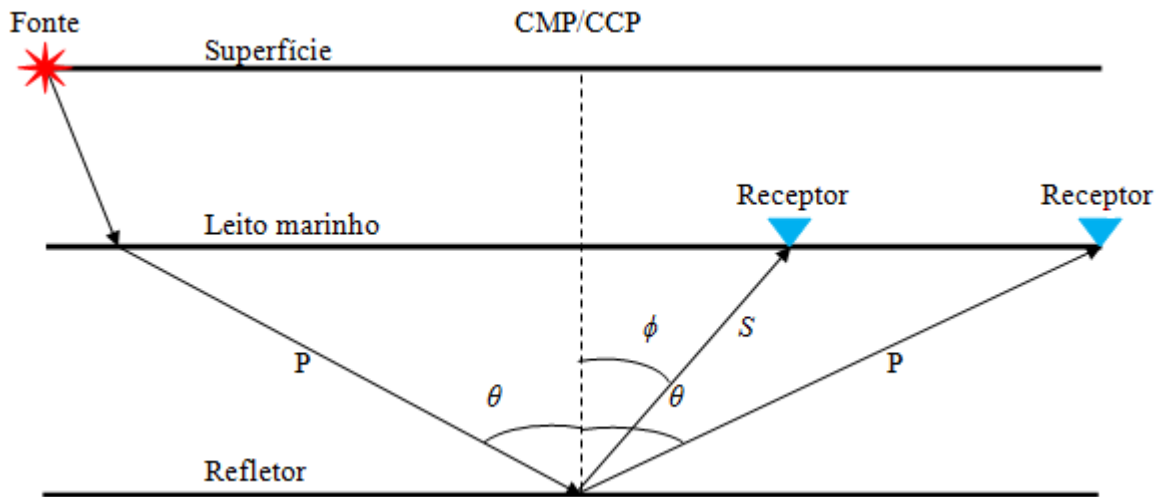 Fonte
CMP/CCP
Superfície
Receptor
Receptor
Leito marinho
ϕ
S
P
P
θ
θ
Refletor